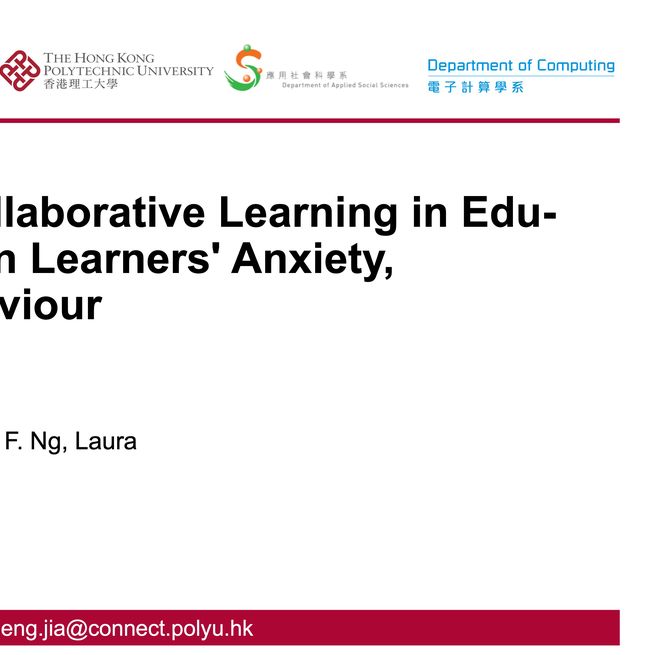 THE HONG KONG
POLYTECHNIC UNIVERSITY
香港理工大學
應用社會科學系
Department of Applied Social Sciences
Department of Computing
電子計算學系
llaborative Learning in Edu-
n Learners' Anxiety,
viour
F. Ng, Laura
eng.jia@connect.polyu.hk